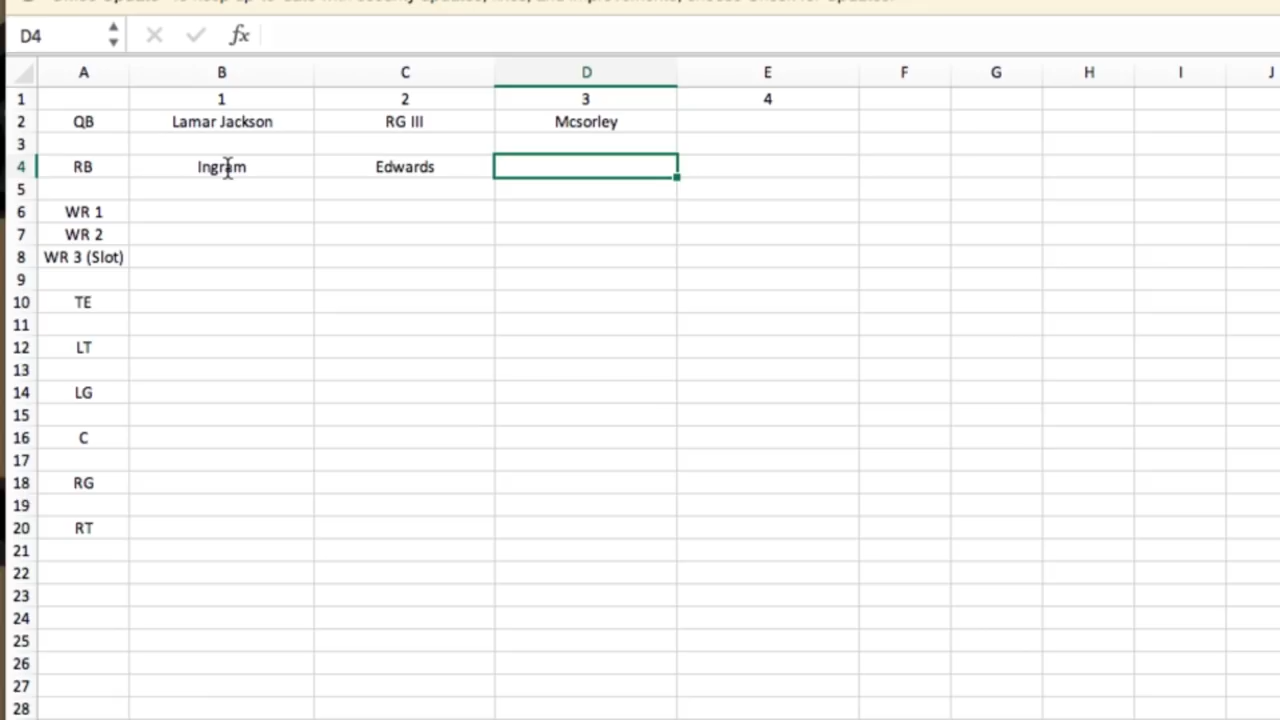 D4 fx
A B C D E F G H I J
1 1 2 3 4
2 QB Lamar Jackson RG III Mcsorley
3
4 RB Ingram Edwards
5
6 WR 1
7 WR 2
8 WR 3 (Slot)
9
10 TE
11
12 LT
13
14 LG
15
16 C
17
18 RG
19
20 RT
21
22
23
24
25
26
27
28